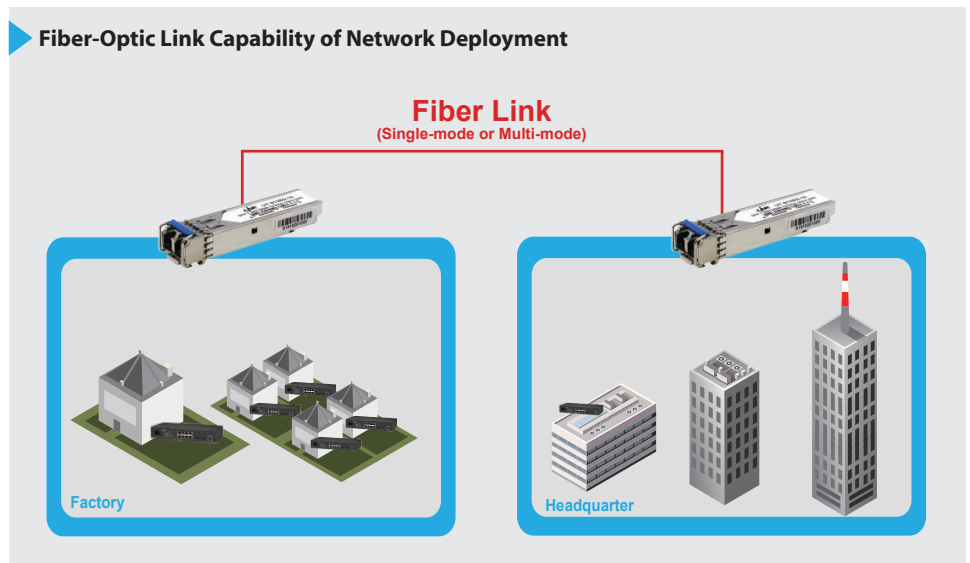 Fiber-Optic Link Capability of Network Deployment
Fiber Link
(Single-mode or Multi-mode)
Factory
Headquarter